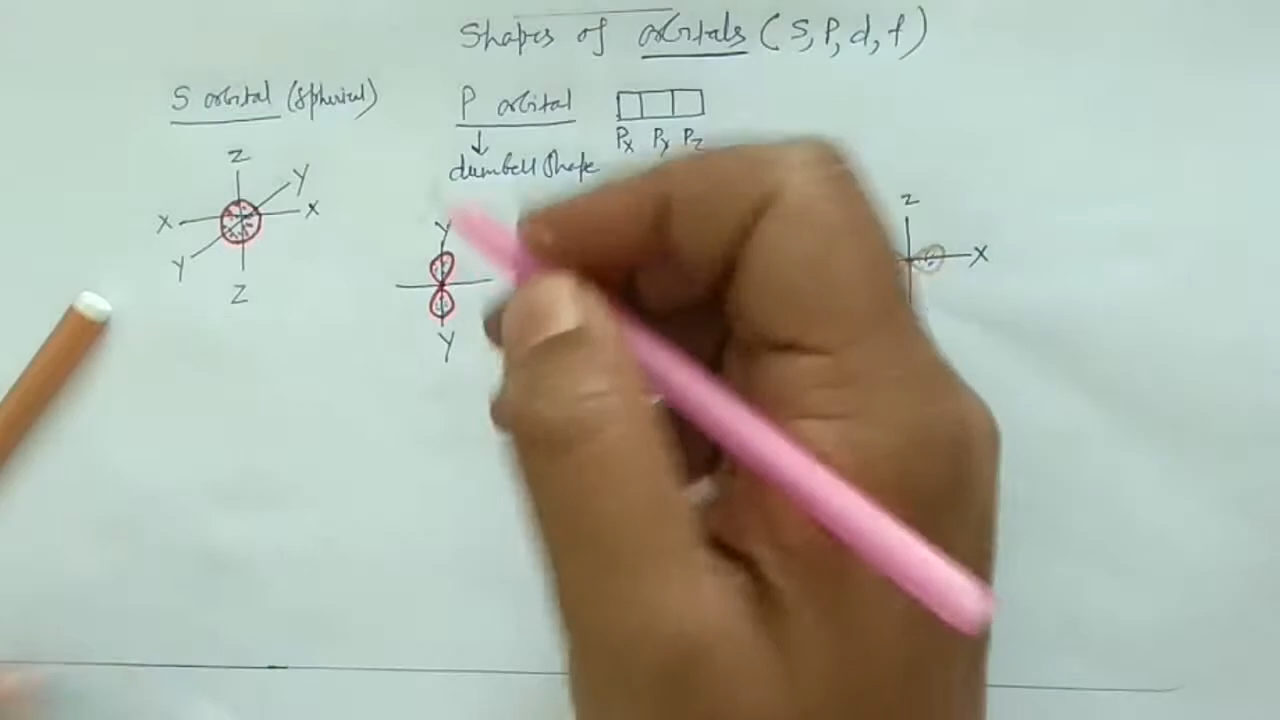 Shapes of orbitals (S, P, d, f)
S orbital (Spherical)
P orbital
Px Py Pz
dumbell Shape
Z
Y
X
X
Y
Z
Y
Y
Z
X